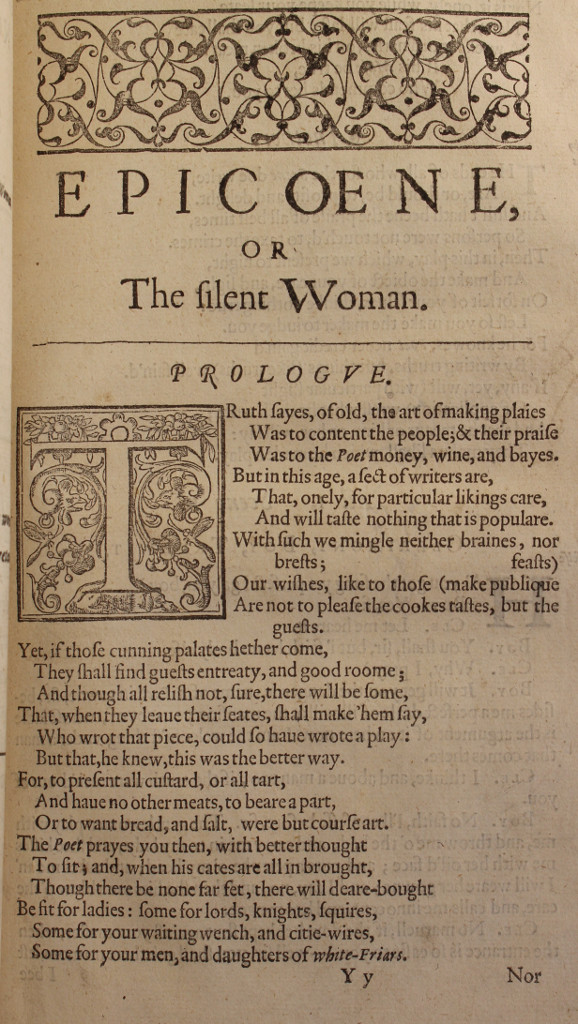 EPICOENE,
OR
The ſilent Woman.
PROLOGVE.
TRuth ſayes, of old, the art of making plaies
Was to content the people; & their praiſe
Was to the Poet money, wine, and bayes.
But in this age, a ſect of writers are,
That, onely, for particular likings care,
And will taſte nothing that is populare.
With ſuch we mingle neither braines, nor
breſts; feaſts)
Our wiſhes, like to thoſe (make publique
Are not to pleaſe the cookes taſtes, but the
gueſts.
Yet, if thoſe cunning palates hether come,
They ſhall find gueſts entreaty, and good roome;
And though all reliſh not, ſure, there will be ſome,
That, when they leaue their ſeates, ſhall make 'hem ſay,
Who wrot that piece, could ſo haue wrote a play:
But that, he knew, this was the better way.
For, to preſent all cuſtard, or all tart,
And haue no other meats, to beare a part,
Or to want bread, and ſalt, were but courſe art.
The Poet prayes you then, with better thought
To ſit; and, when his cates are all in brought,
Though there be none far fet, there will deare-bought
Be fit for ladies: ſome for lords, knights, ſquires,
Some for your waiting wench, and citie-wires,
Some for your men, and daughters of white-Friars.
Y y Nor